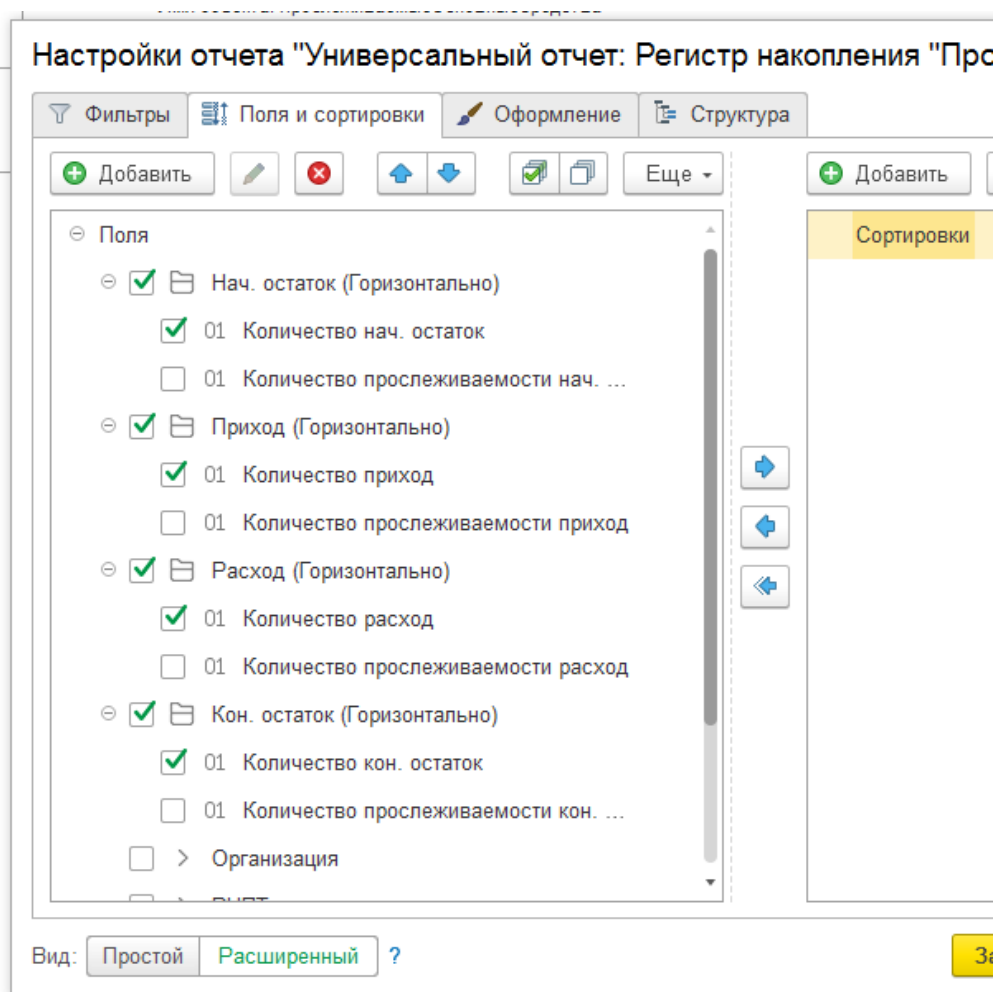 Настройки отчета "Универсальный отчет: Регистр накопления "Про
Фильтры Поля и сортировки Оформление Структура
Добавить Еще Добавить
Поля Сортировки
Нач. остаток (Горизонтально)
01 Количество нач. остаток
01 Количество прослеживаемости нач. ...
Приход (Горизонтально)
01 Количество приход
01 Количество прослеживаемости приход
Расход (Горизонтально)
01 Количество расход
01 Количество прослеживаемости расход
Кон. остаток (Горизонтально)
01 Количество кон. остаток
01 Количество прослеживаемости кон. ...
Организация
Вид: Простой Расширенный ? За